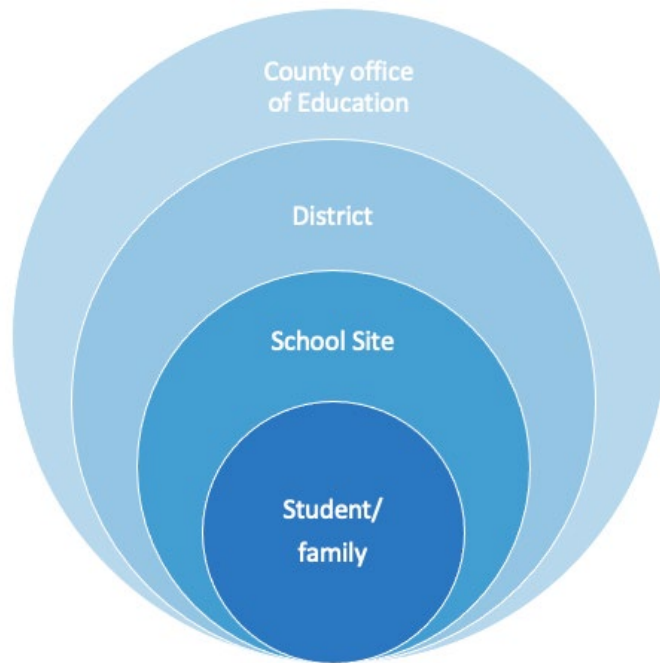 County office
of Education
District
School Site
Student/
family